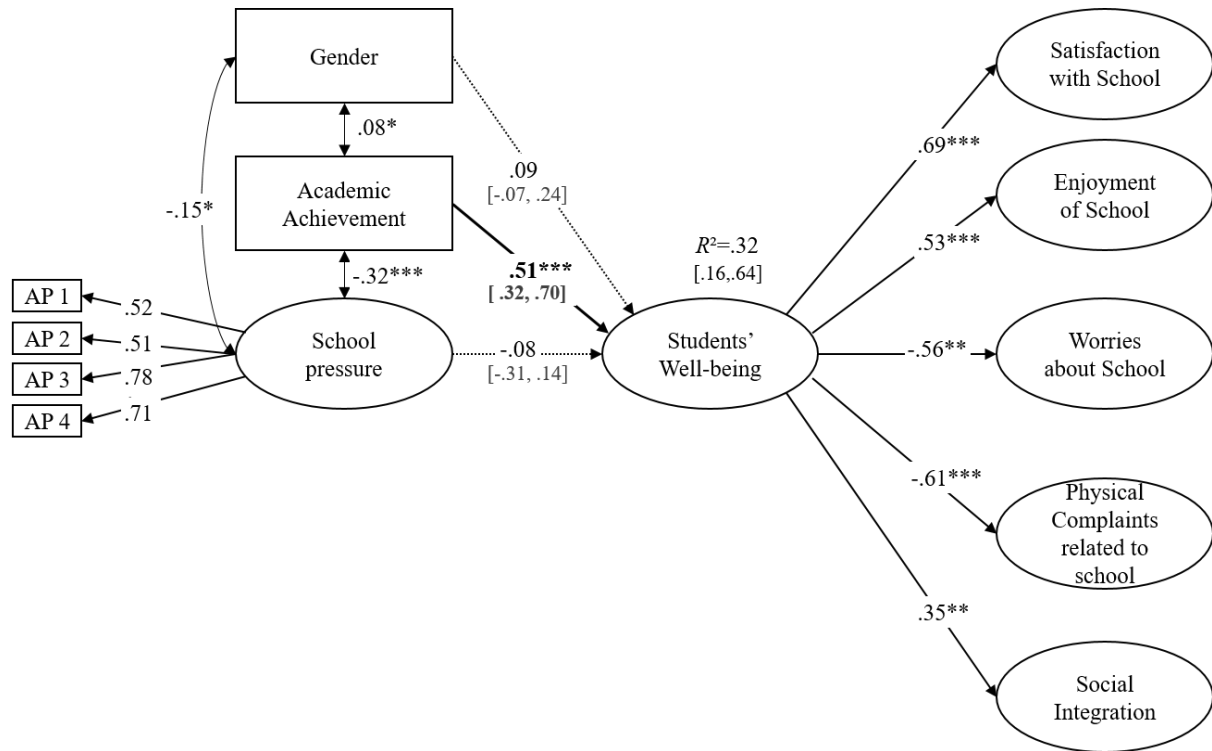 Gender
.08*
Academic
Achievement
-.15*
-.32***
AP 1
AP 2
AP 3
AP 4
.52
.51
.78
.71
School
pressure
.09
[-.07, .24]
.51***
[ .32, .70]
-.08
[-.31, .14]
R²=.32
[.16,.64]
Students’
Well-being
.69***
.53***
-.56**
-.61***
.35**
Satisfaction
with School
Enjoyment
of School
Worries
about School
Physical
Complaints
related to
school
Social
Integration